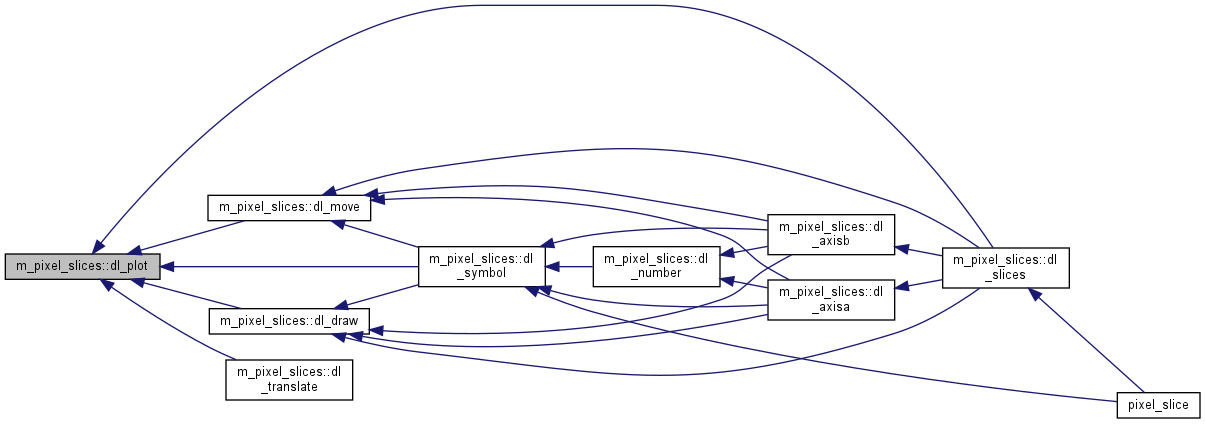 m_pixel_slices::dl_plot
m_pixel_slices::dl_move
m_pixel_slices::dl_draw
m_pixel_slices::dl
_translate
m_pixel_slices::dl
_symbol
m_pixel_slices::dl
_number
m_pixel_slices::dl
_axisb
m_pixel_slices::dl
_axisa
m_pixel_slices::dl
_slices
pixel_slice